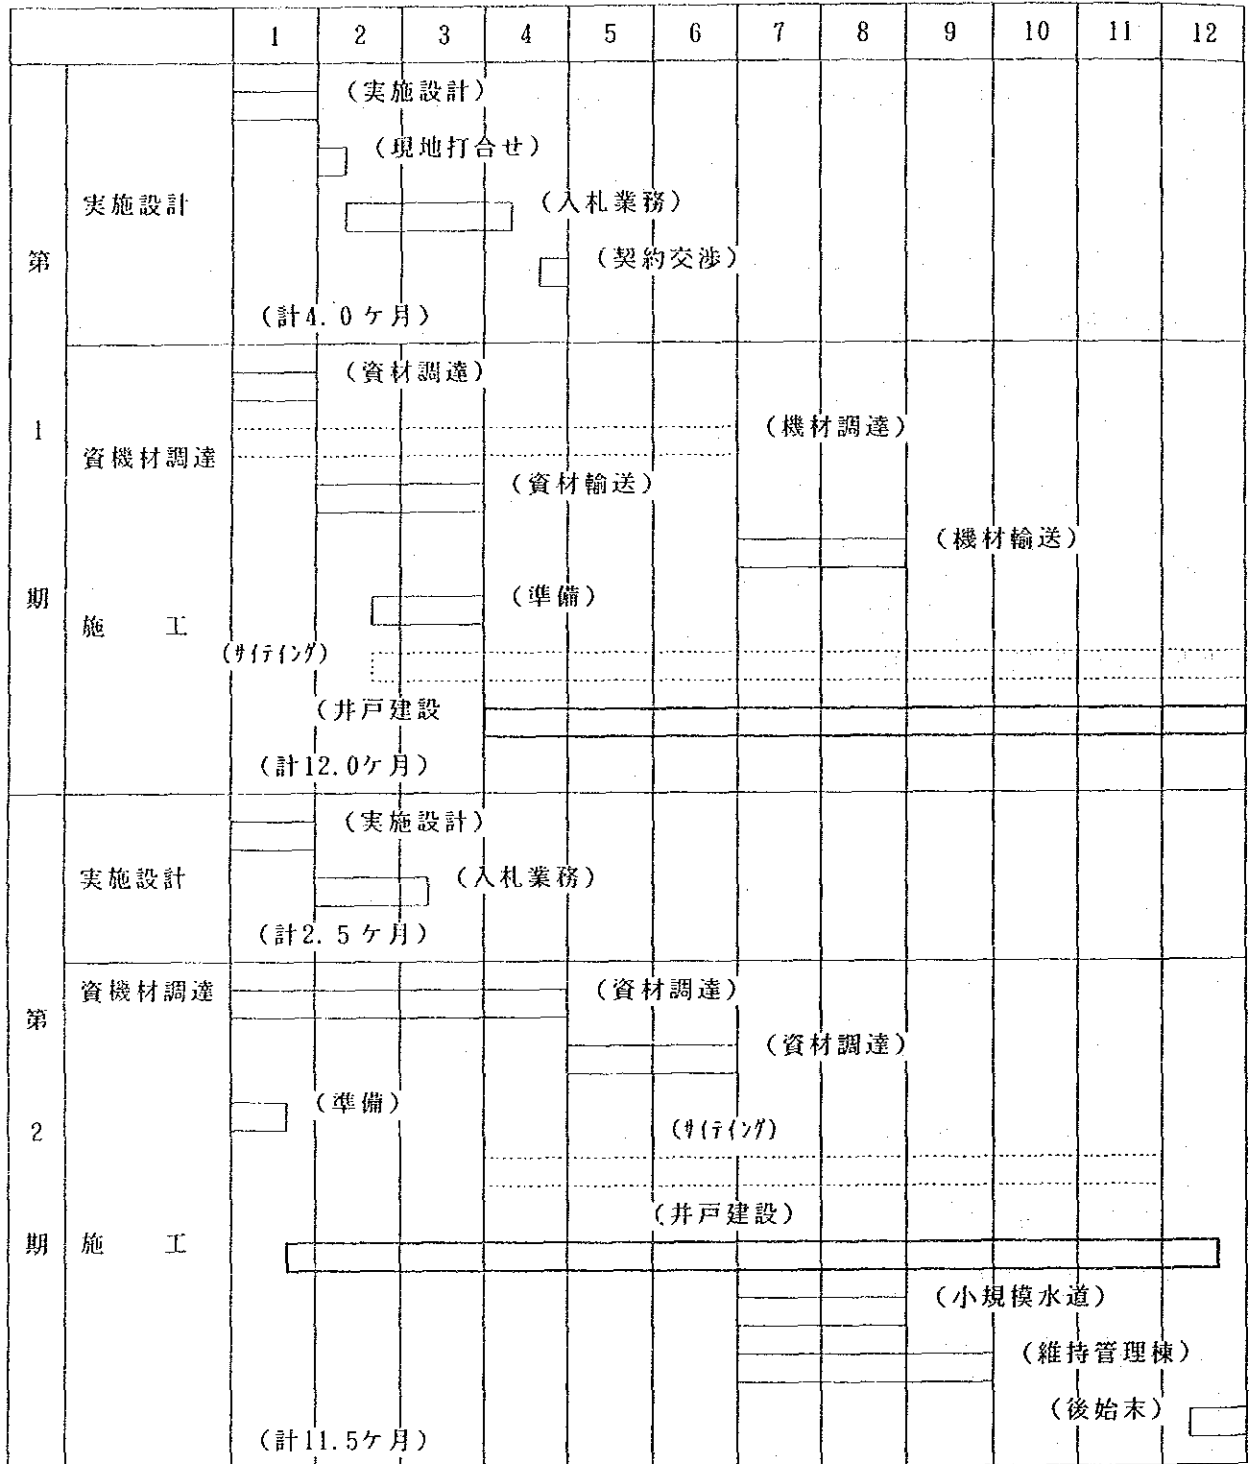 1 2 3 4 5 6 7 8 9 10 11 12
(実施設計)
(現地打合せ)
実施設計
(入札業務)
第
(契約交渉)
(計4.0ケ月)
(資材調達)
1
(機材調達)
資機材調達
(資材輸送)
(機材輸送)
期
(準備)
施 工
(サイティング)
(井戸建設
(計12.0ケ月)
(実施設計)
実施設計
(入札業務)
(計2.5ケ月)
資機材調達
(資材調達)
第
(資材調達)
(準備)
2
(サイティング)
(井戸建設)
期
施 工
(小規模水道)
(維持管理棟)
(後始末)
(計11.5ケ月)